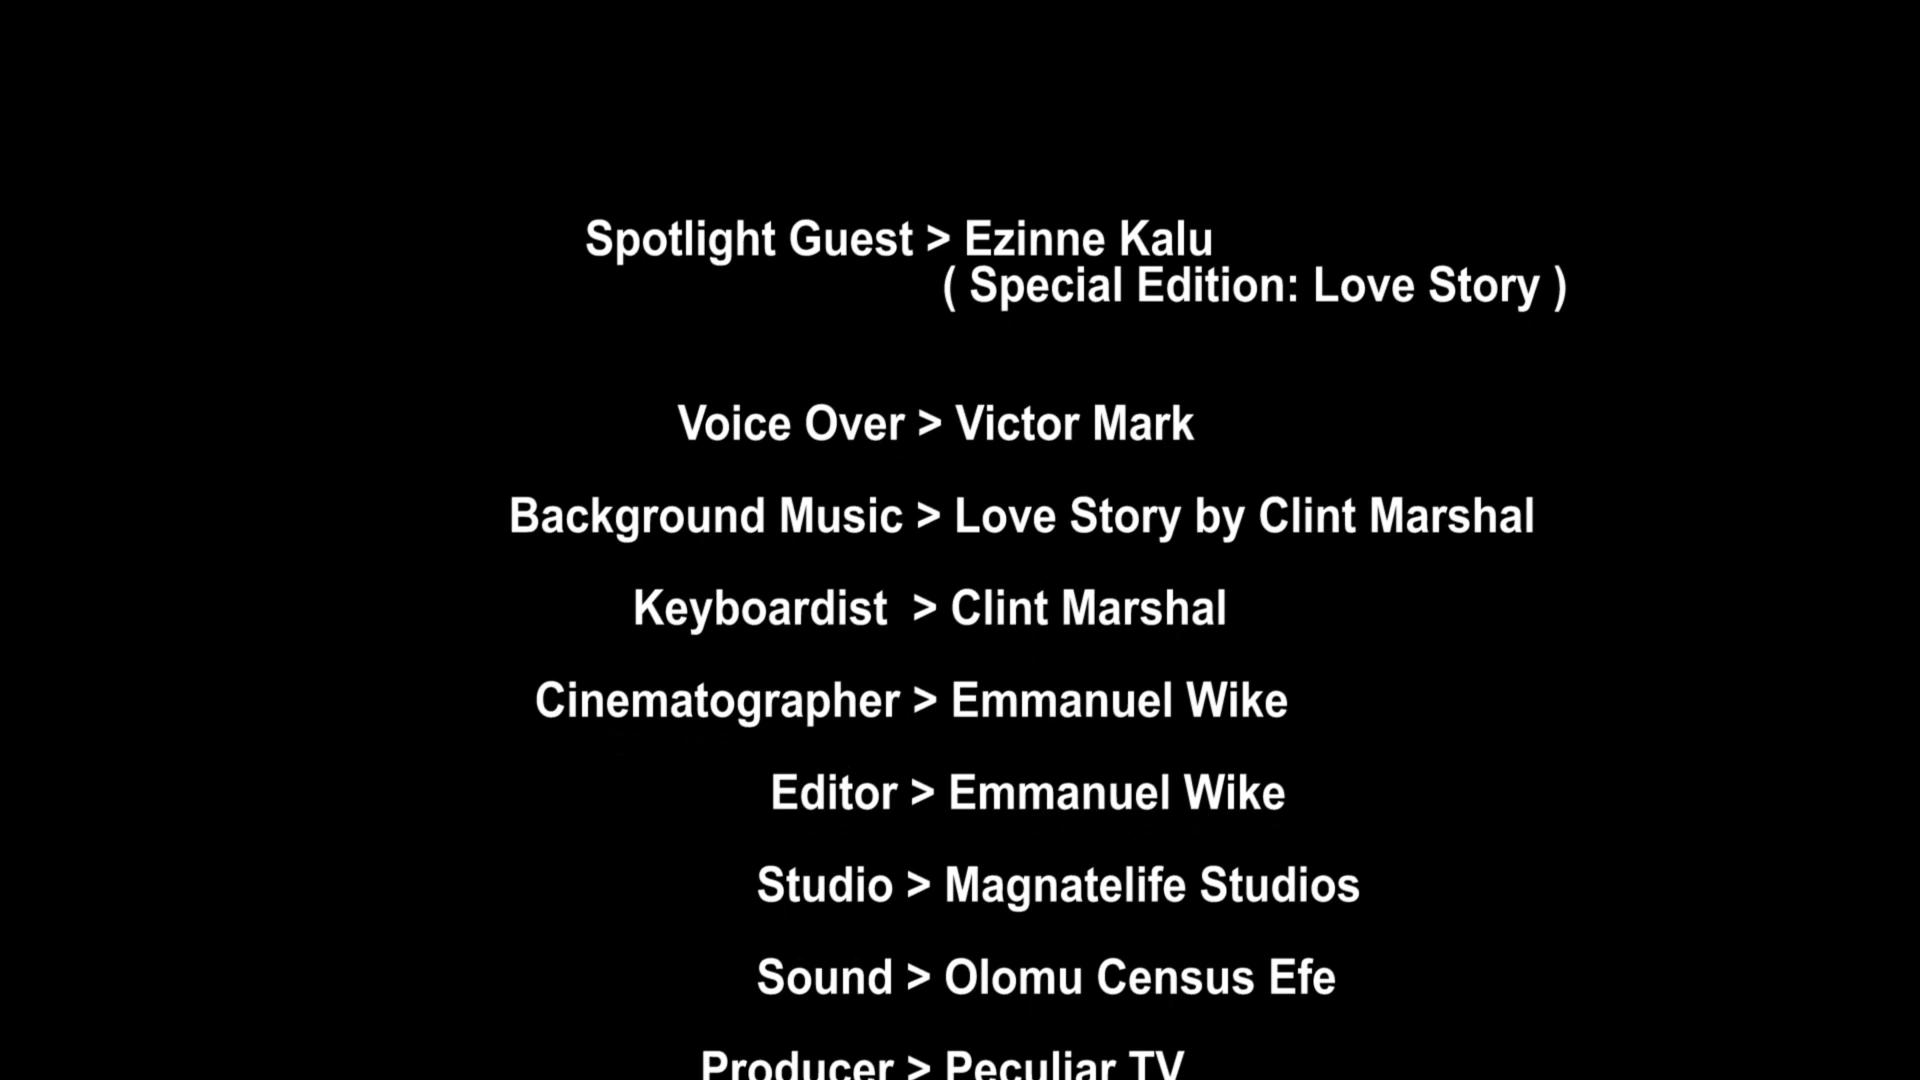 Spotlight Guest > Ezinne Kalu
( Special Edition: Love Story )
Voice Over > Victor Mark
Background Music > Love Story by Clint Marshal
Keyboardist  > Clint Marshal
Cinematographer > Emmanuel Wike
Editor > Emmanuel Wike
Studio > Magnatelife Studios
Sound > Olomu Census Efe
Producer > Peculiar TV